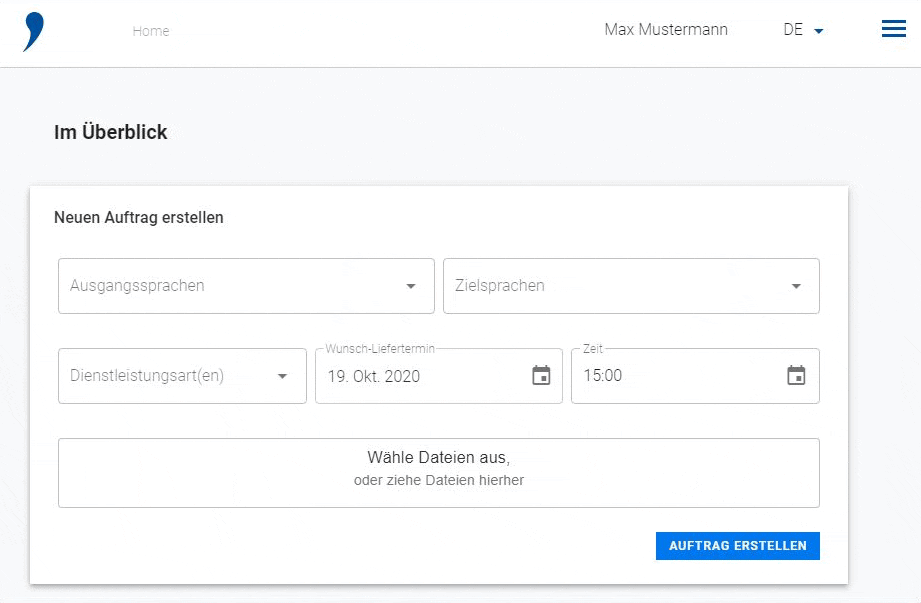 Home
Max Mustermann
DE
Im Überblick
Neuen Auftrag erstellen
Ausgangssprachen
Zielsprachen
Dienstleistungsart(en)
Wunsch-Liefertermin
19. Okt. 2020
Zeit
15:00
Wähle Dateien aus,
oder ziehe Dateien hierher
AUFTRAG ERSTELLEN